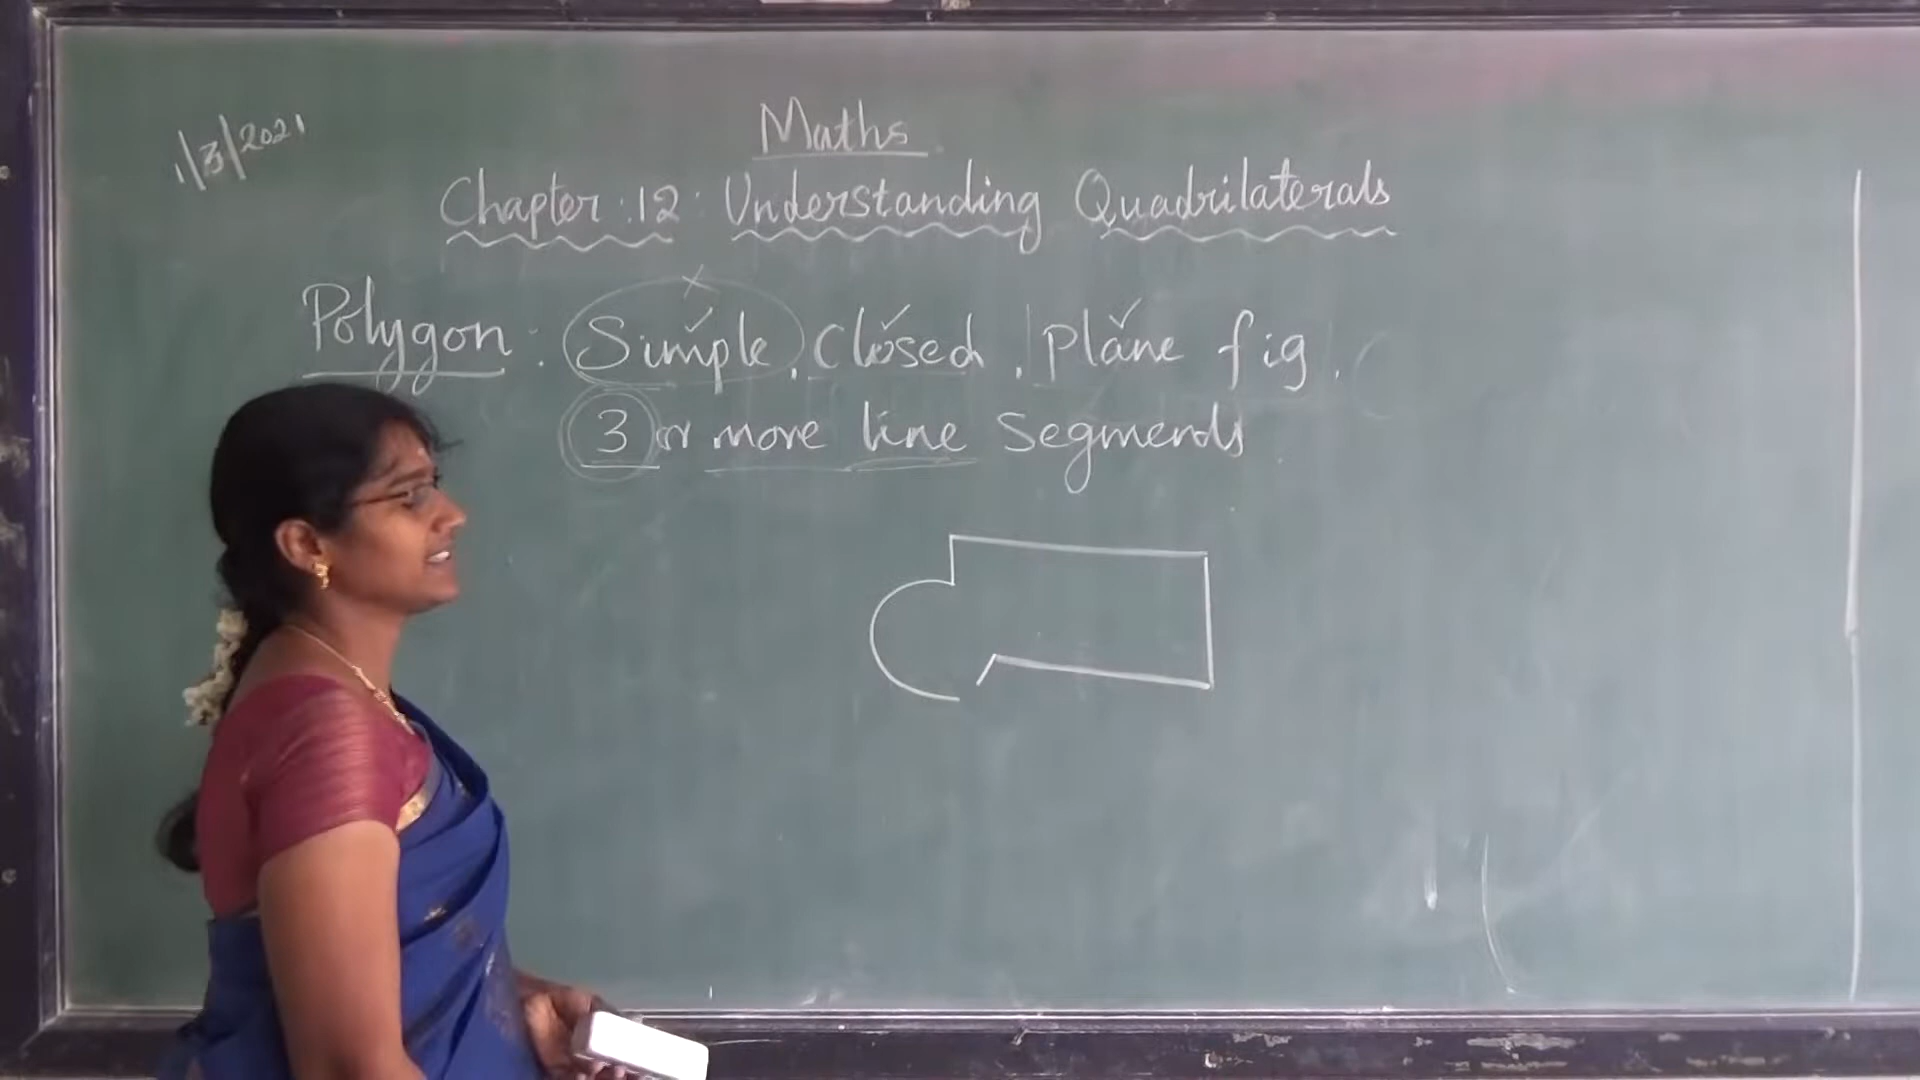 1/3/2021
Maths
Chapter : 12 : Understanding Quadrilaterals
Polygon : Simple, Closed, Plane fig.
3 or more line Segments